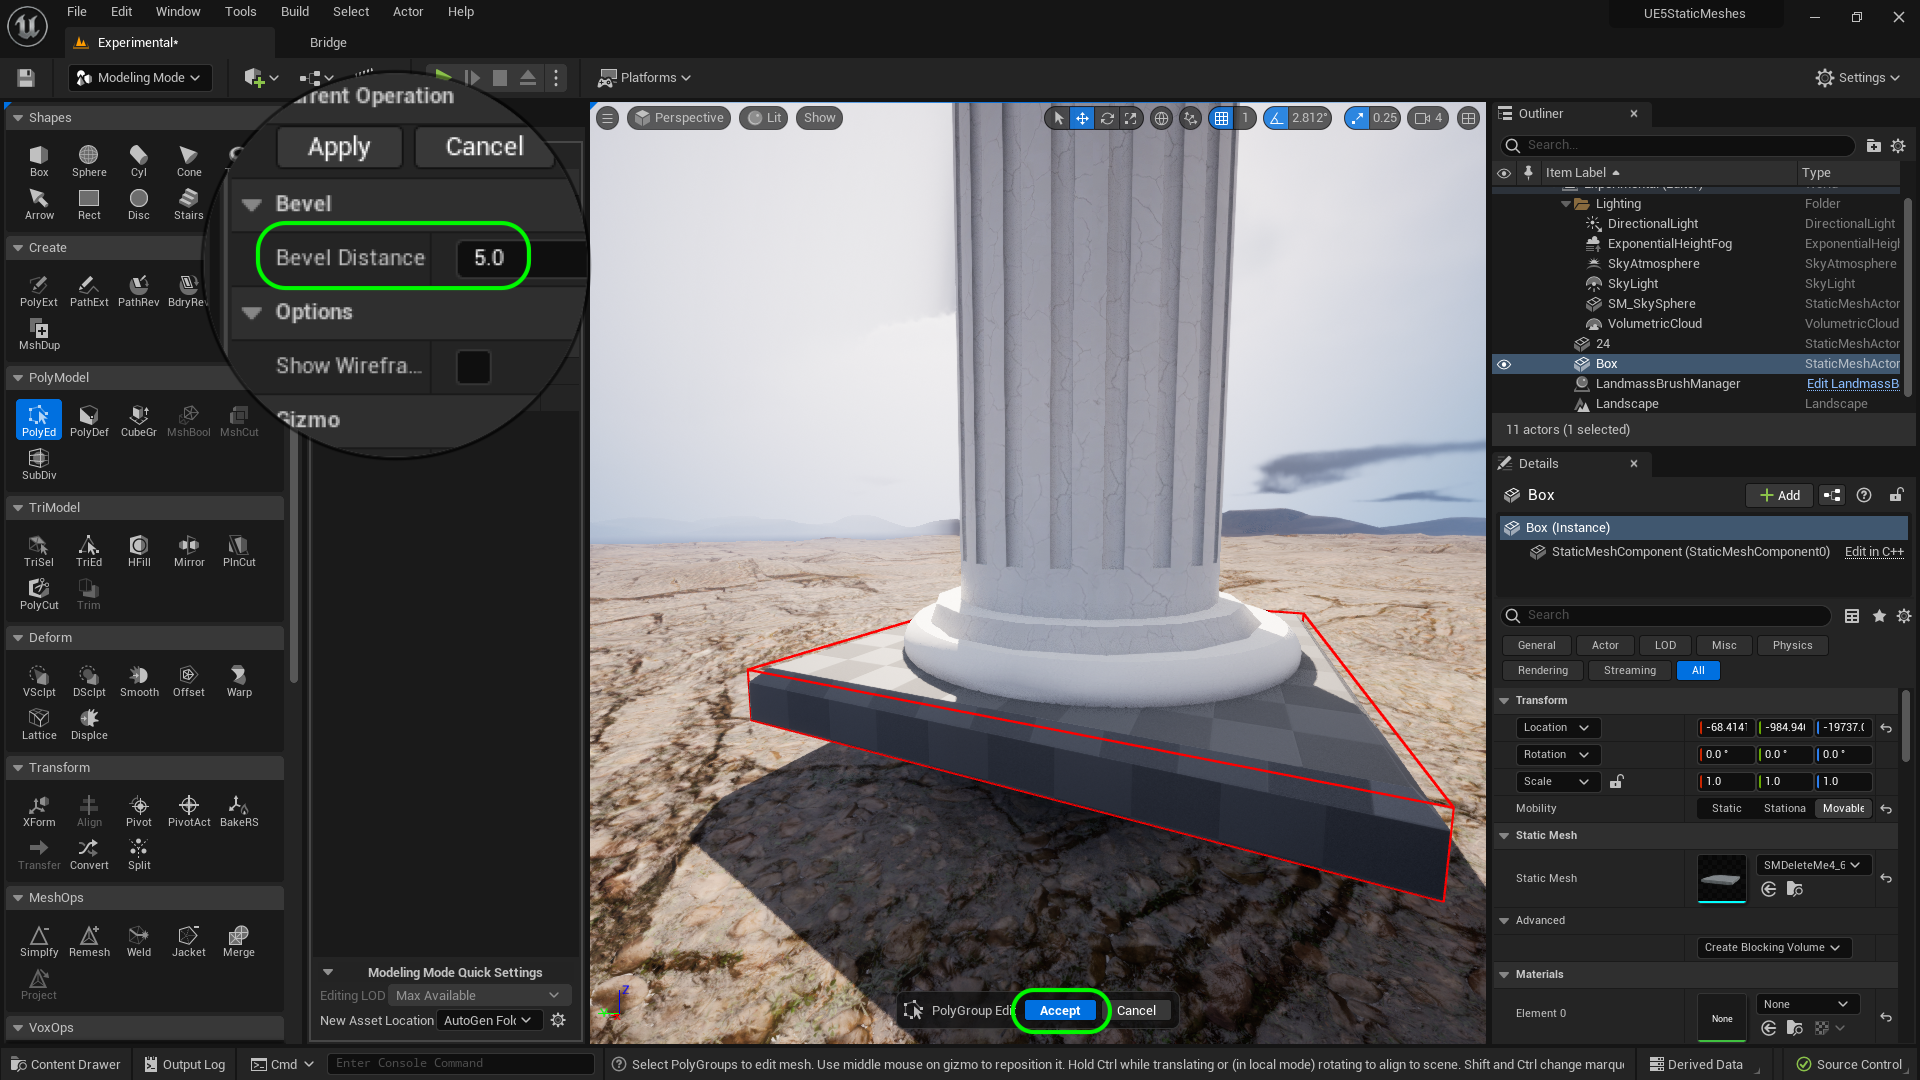 File Edit Window Tools Build Select Actor Help
UE5StaticMeshes
Experimental*
Bridge
Modeling Mode
Platforms
Settings
Shapes
Box Sphere Cyl Cone
Arrow Rect Disc Stairs
Create
PolyExt PathExt PathRev BdryRev
MshDup
PolyModel
PolyEd PolyDef CubeGr MshBool MshCut
SubDiv
TriModel
TriSel TriEd HFill Mirror PlnCut
PolyCut Trim
Deform
VSclpt DSclpt Smooth Offset Warp
Lattice Displce
Transform
XForm Align Pivot PivotAct BakeRS
Transfer Convert Split
MeshOps
Simplfy Remesh Weld Jacket Merge
Project
VoxOps
rrent Operation
Apply Cancel
Bevel
Bevel Distance 5.0
Options
Show Wirefra...
Gizmo
Modeling Mode Quick Settings
Editing LOD Max Available
New Asset Location AutoGen Fol
Perspective Lit Show
1 2.812° 0.25 4
Z
PolyGroup Edi Accept Cancel
Outliner
Search...
Item Label Type
Experimental (Editor) World
Lighting Folder
DirectionalLight DirectionalLight
ExponentialHeightFog ExponentialHeigl
SkyAtmosphere SkyAtmosphere
SkyLight SkyLight
SM_SkySphere StaticMeshActor
VolumetricCloud VolumetricCloud
24 StaticMeshActor
Box StaticMeshActor
LandmassBrushManager Edit LandmassB
Landscape Landscape
11 actors (1 selected)
Details
Box
Add
Box (Instance)
StaticMeshComponent (StaticMeshComponent0) Edit in C++
Search
General Actor LOD Misc Physics
Rendering Streaming All
Transform
Location -68.414 -984.94 -19737.
Rotation 0.0 ° 0.0 ° 0.0 °
Scale 1.0 1.0 1.0
Mobility Static Stationa Movable
Static Mesh
Static Mesh SMDeleteMe4_6
Advanced
Create Blocking Volume
Materials
Element 0 None None
Content Drawer Output Log Cmd Enter Console Command
Select PolyGroups to edit mesh. Use middle mouse on gizmo to reposition it. Hold Ctrl while translating or (in local mode) rotating to align to scene. Shift and Ctrl change marqu
Derived Data Source Control